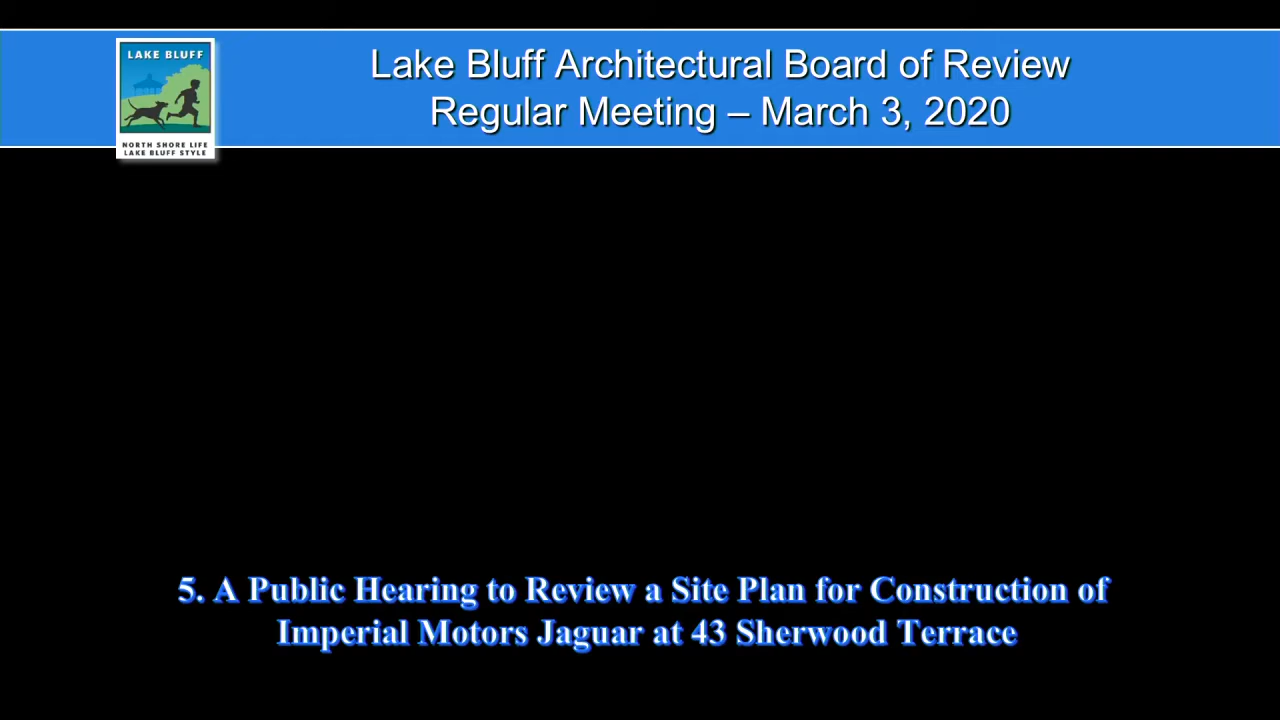 LAKE BLUFF
NORTH SHORE LIFE
LAKE BLUFF STYLE
Lake Bluff Architectural Board of Review
Regular Meeting – March 3, 2020
5. A Public Hearing to Review a Site Plan for Construction of
Imperial Motors Jaguar at 43 Sherwood Terrace